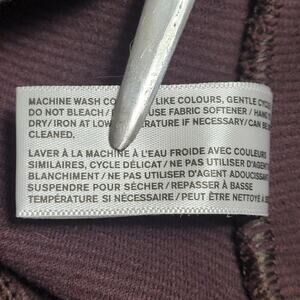 MACHINE WASH LIKE COLOURS, GENTLE CYCLE
DO NOT BLEACH / USE FABRIC SOFTENER / HANG
DRY/IRON AT LOW IF NECESSARY/CAN BE
CLEANED.
LAVER À LA MACHINE À L'EAU FROIDE AVEC COULEURS
SIMILAIRES, CYCLE DÉLICAT / NE PAS UTILISER D'AGENT
BLANCHIMENT / NE PAS UTILISER D'AGENT ADOUCISSANT
SUSPENDRE POUR SÉCHER / REPASSER À BASSE
TEMPÉRATURE SI NÉCESSAIRE / PEUT ÊTRE NETTOYÉ À